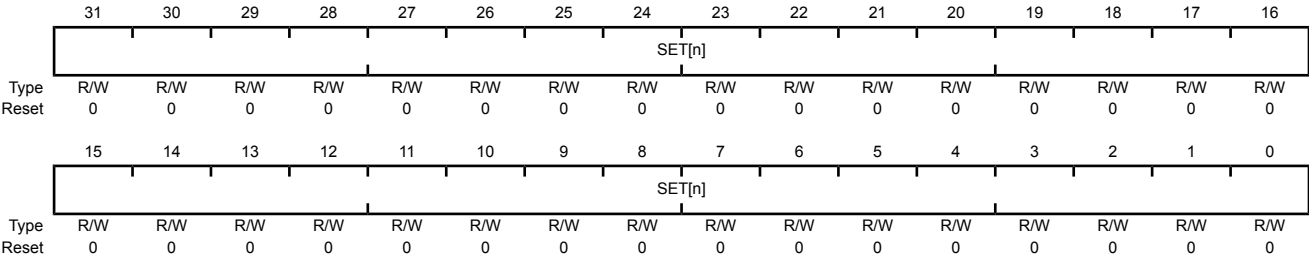 31 30 29 28 27 26 25 24 23 22 21 20 19 18 17 16
SET[n]
Type R/W R/W R/W R/W R/W R/W R/W R/W R/W R/W R/W R/W R/W R/W R/W R/W
Reset 0 0 0 0 0 0 0 0 0 0 0 0 0 0 0 0
15 14 13 12 11 10 9 8 7 6 5 4 3 2 1 0
SET[n]
Type R/W R/W R/W R/W R/W R/W R/W R/W R/W R/W R/W R/W R/W R/W R/W R/W
Reset 0 0 0 0 0 0 0 0 0 0 0 0 0 0 0 0